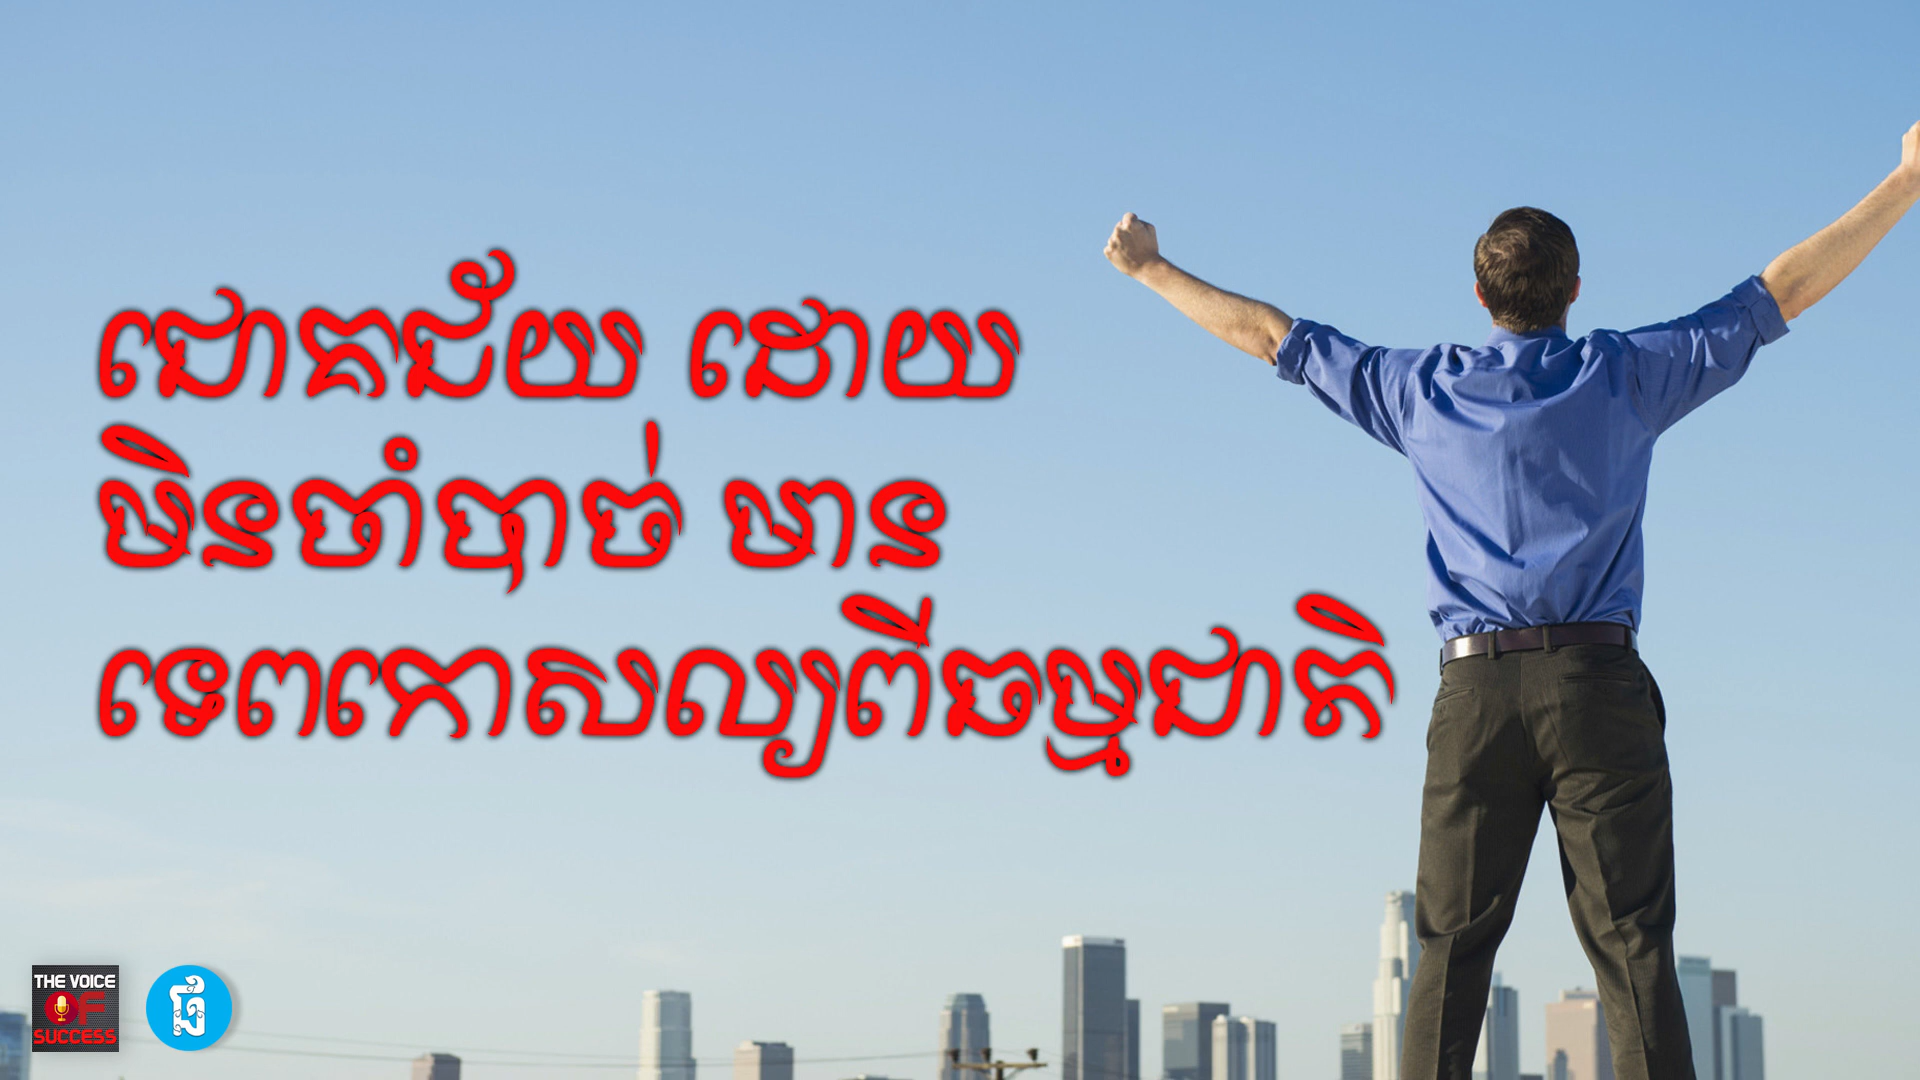 ជោគជ័យ ដោយ
មិនចាំបាច់ មាន
ទេពកោសល្យពីធម្មជាតិ
THE VOICE
OF
SUCCESS